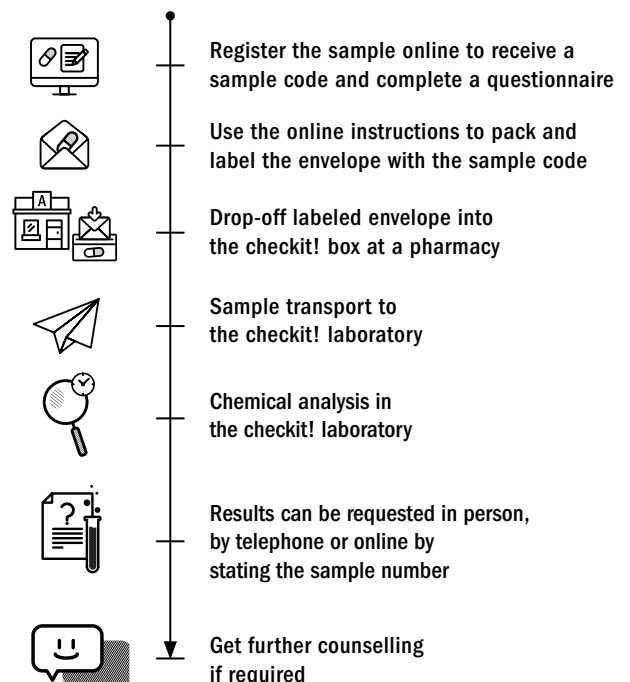 Register the sample online to receive a
sample code and complete a questionnaire
Use the online instructions to pack and
label the envelope with the sample code
A
Drop-off labeled envelope into
the checkit! box at a pharmacy
Sample transport to
the checkit! laboratory
Chemical analysis in
the checkit! laboratory
?
Results can be requested in person,
by telephone or online by
stating the sample number
Get further counselling
if required